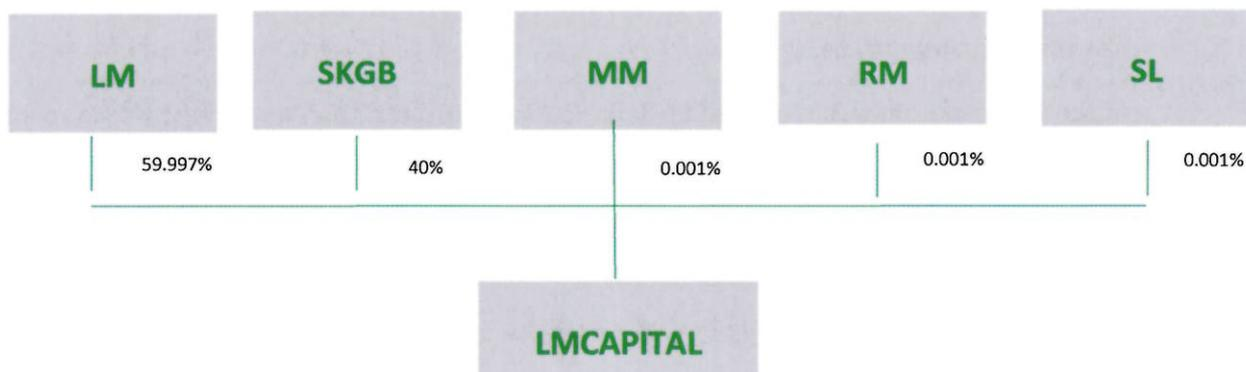 LM SKGB MM RM SL
59.997% 40% 0.001% 0.001% 0.001%
LMCAPITAL